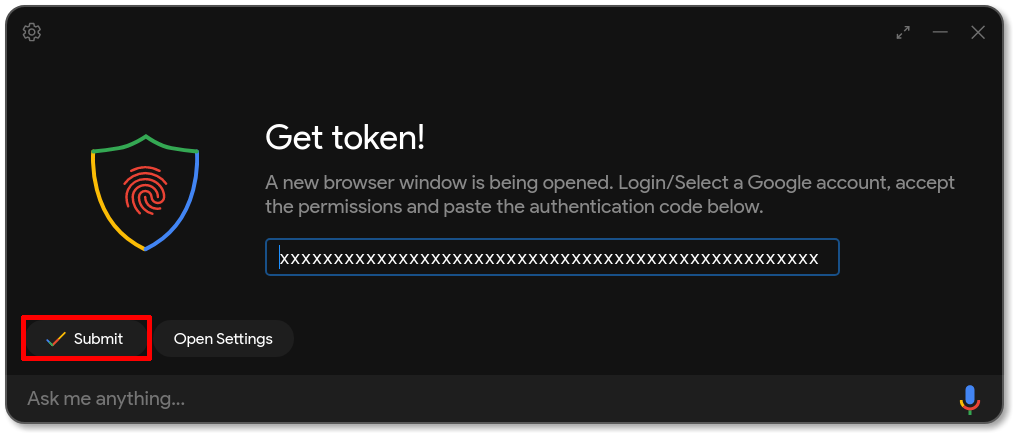 Get token!
A new browser window is being opened. Login/Select a Google account, accept
the permissions and paste the authentication code below.
xxxxxxxxxxxxxxxxxxxxxxxxxxxxxxxxxxxxxxxxxxxxxxxxxx
Submit
Open Settings
Ask me anything...